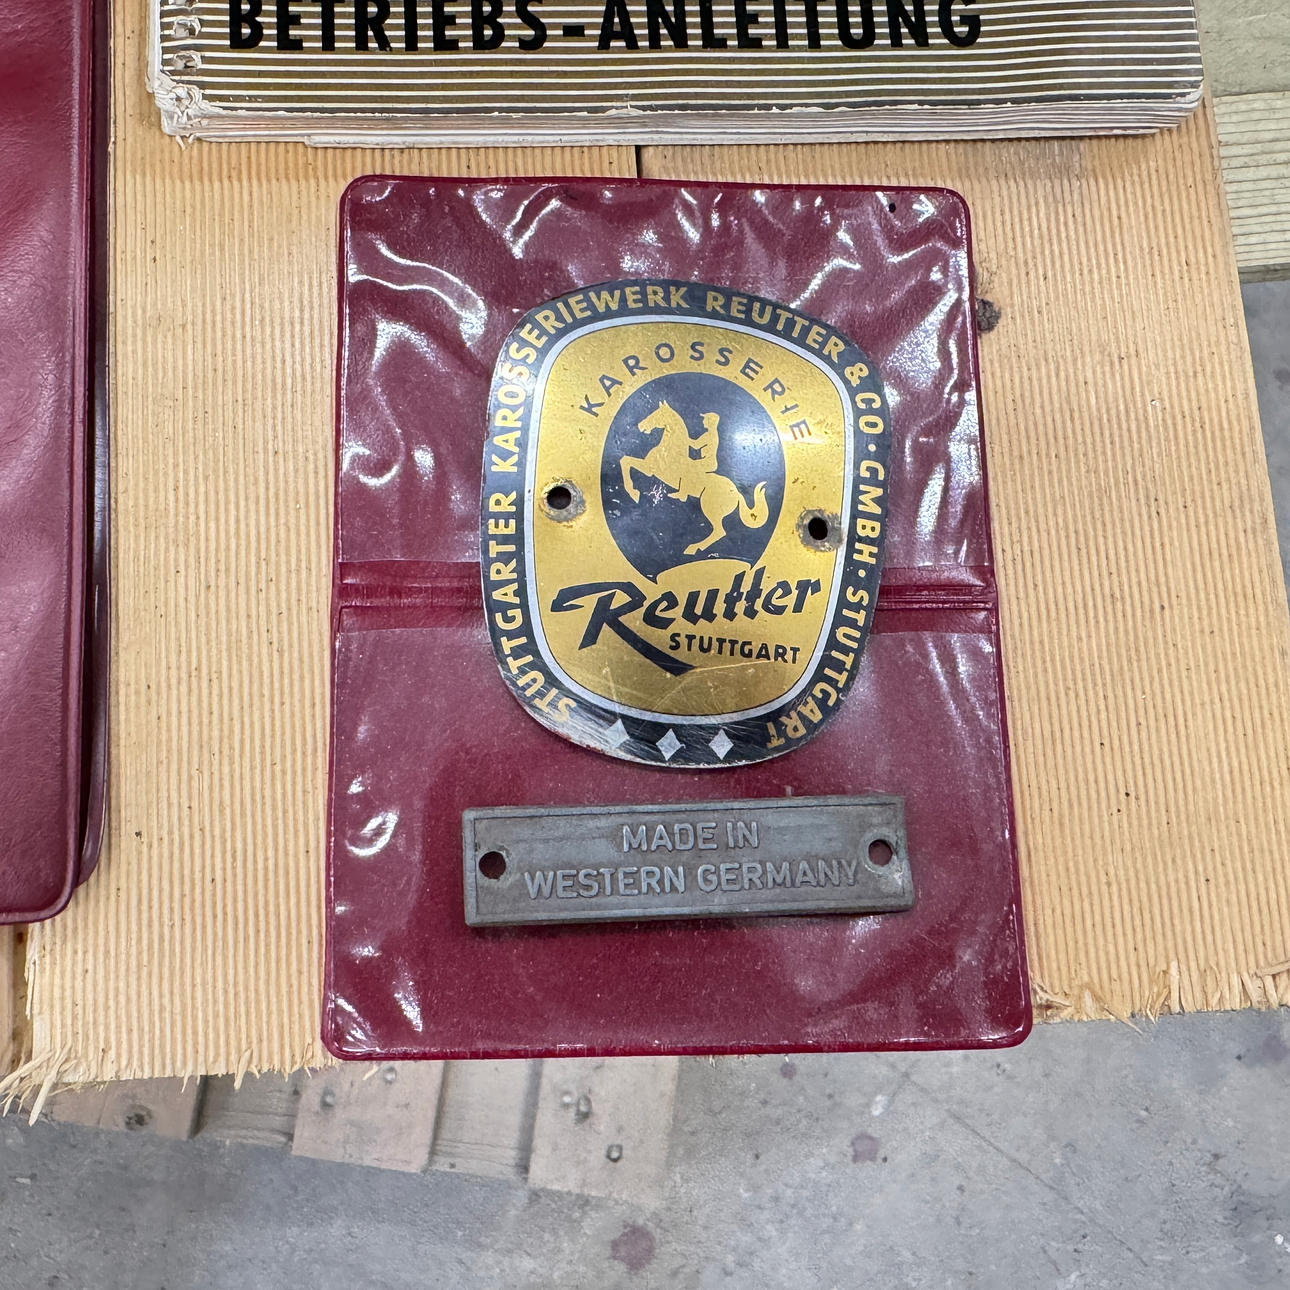 BETRIEBS-ANLEITUNG
STUTTGARTER KAROSSERIEWERK REUTTER & CO · GMBH · STUTTGART
KAROSSERIE
Reutter
STUTTGART
MADE IN
WESTERN GERMANY